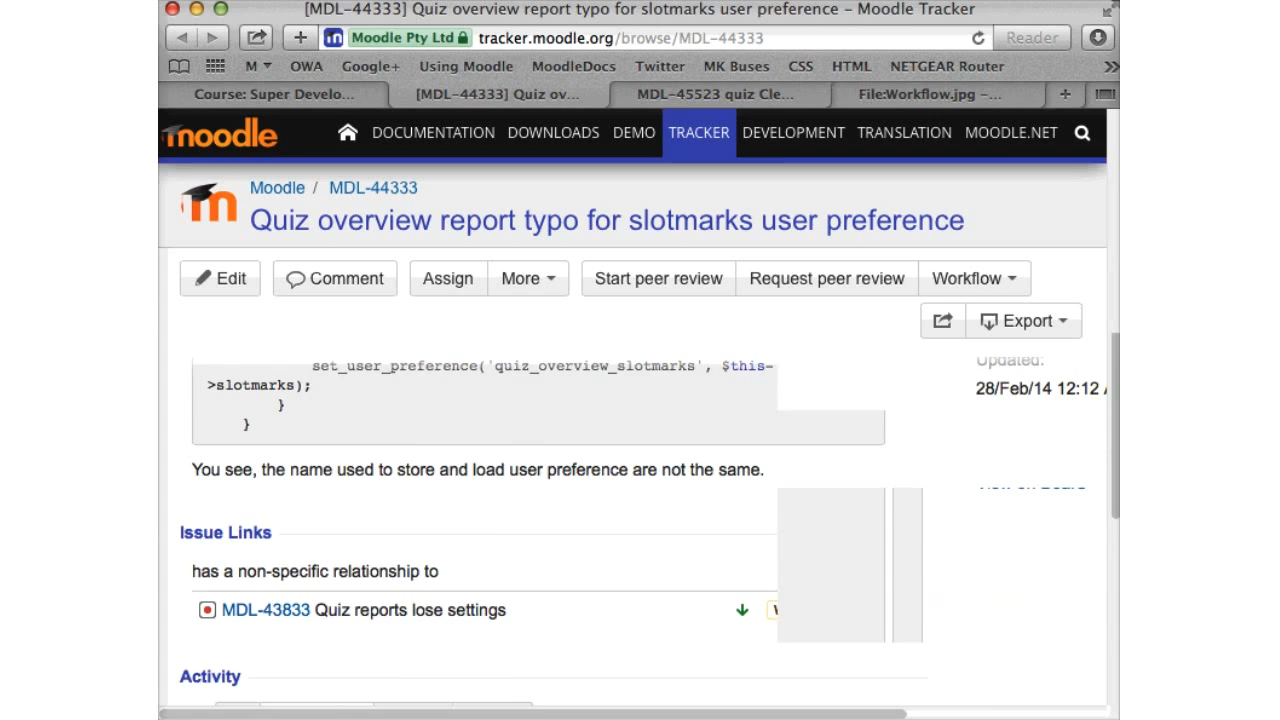 [MDL-44333] Quiz overview report typo for slotmarks user preference – Moodle Tracker
Moodle Pty Ltd tracker.moodle.org/browse/MDL-44333 Reader
M OWA Google+ Using Moodle MoodleDocs Twitter MK Buses CSS HTML NETGEAR Router
Course: Super Develo... [MDL-44333] Quiz ov... MDL-45523 quiz Cle... File:Workflow.jpg –...
moodle DOCUMENTATION DOWNLOADS DEMO TRACKER DEVELOPMENT TRANSLATION MOODLE.NET
Moodle / MDL-44333
Quiz overview report typo for slotmarks user preference
Edit Comment Assign More Start peer review Request peer review Workflow
Export
set_user_preference('quiz_overview_slotmarks', $this-
>slotmarks);
}
}
Updated:
28/Feb/14 12:12
You see, the name used to store and load user preference are not the same.
Issue Links
has a non-specific relationship to
MDL-43833 Quiz reports lose settings
Activity